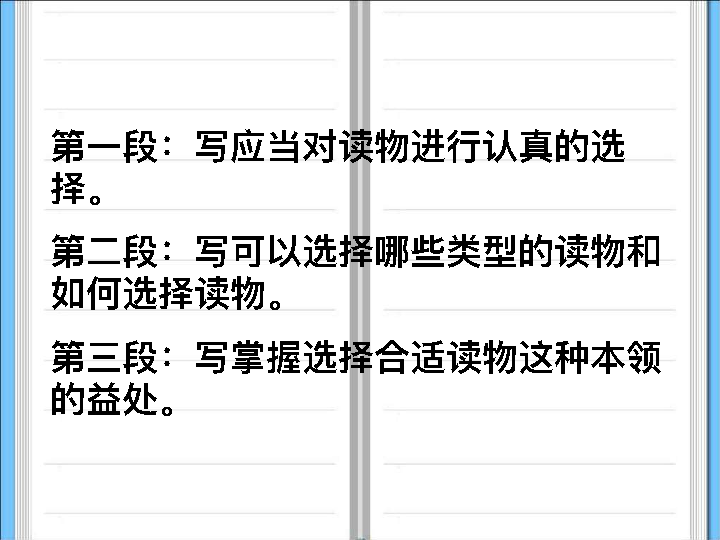 第一段：写应当对读物进行认真的选
择。
第二段：写可以选择哪些类型的读物和
如何选择读物。
第三段：写掌握选择合适读物这种本领
的益处。